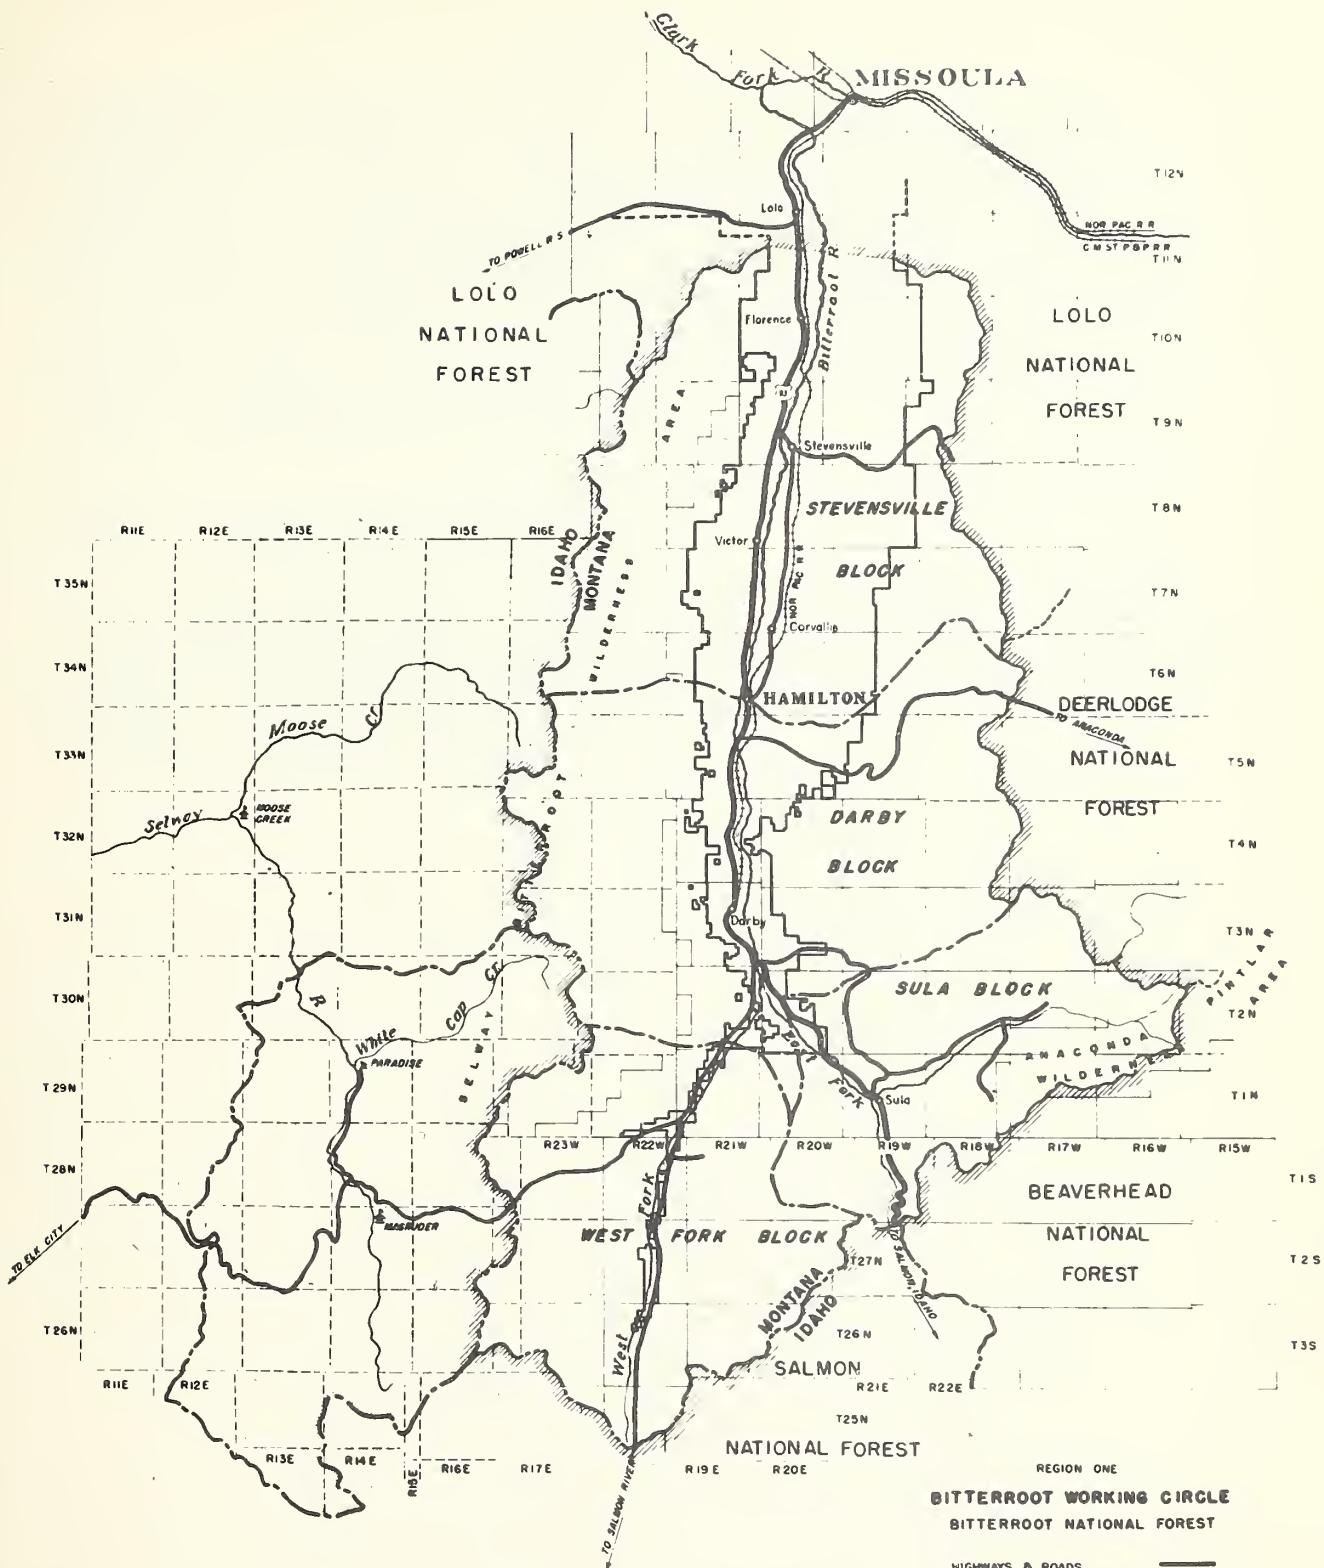 Clark
Fork R
MISSOULA
T12N
Lolo
NOR PAC R R
C M ST P & P R R
T11N
TO POWELL R S
Bitterroot R
LOLO
NATIONAL
FOREST
Florence
LOLO
NATIONAL
FOREST
T10N
AREA
T9N
Stevensville
STEVENSVILLE
BLOCK
T8N
R11E R12E R13E R14E R15E R16E
IDAHO
MONTANA
WILDERNESS
Victor
NOR PAC R R
T35N
T7N
Corvallis
T34N
T6N
HAMILTON
DEERLODGE
NATIONAL
FOREST
TO ANACONDA
Moose Cr.
T33N
T5N
BITTERROOT
MOOSE
CREEK
Selway
T32N
DARBY
BLOCK
T4N
T31N
Darby
T3N
PINTLAR
AREA
R
White Cap Cr.
T30N
SULA BLOCK
T2N
PARADISE
SELWAY
East
Fork
ANACONDA
WILDERNESS
T29N
Sula
T1N
R23W R22W R21W R20W R19W R18W R17W R16W R15W
T28N
T1S
MAGRUDER
West Fork
BEAVERHEAD
NATIONAL
FOREST
WEST FORK BLOCK
TO ELK CITY
T27N
TO SALMON, IDAHO
T2S
MONTANA
IDAHO
T26N
T26N
T3S
SALMON
NATIONAL FOREST
R11E R12E
R21E R22E
T25N
R13E R14E R15E R16E R17E
R19E R20E
TO SALMON RIVER
REGION ONE
BITTERROOT WORKING CIRCLE
BITTERROOT NATIONAL FOREST
HIGHWAYS & ROADS